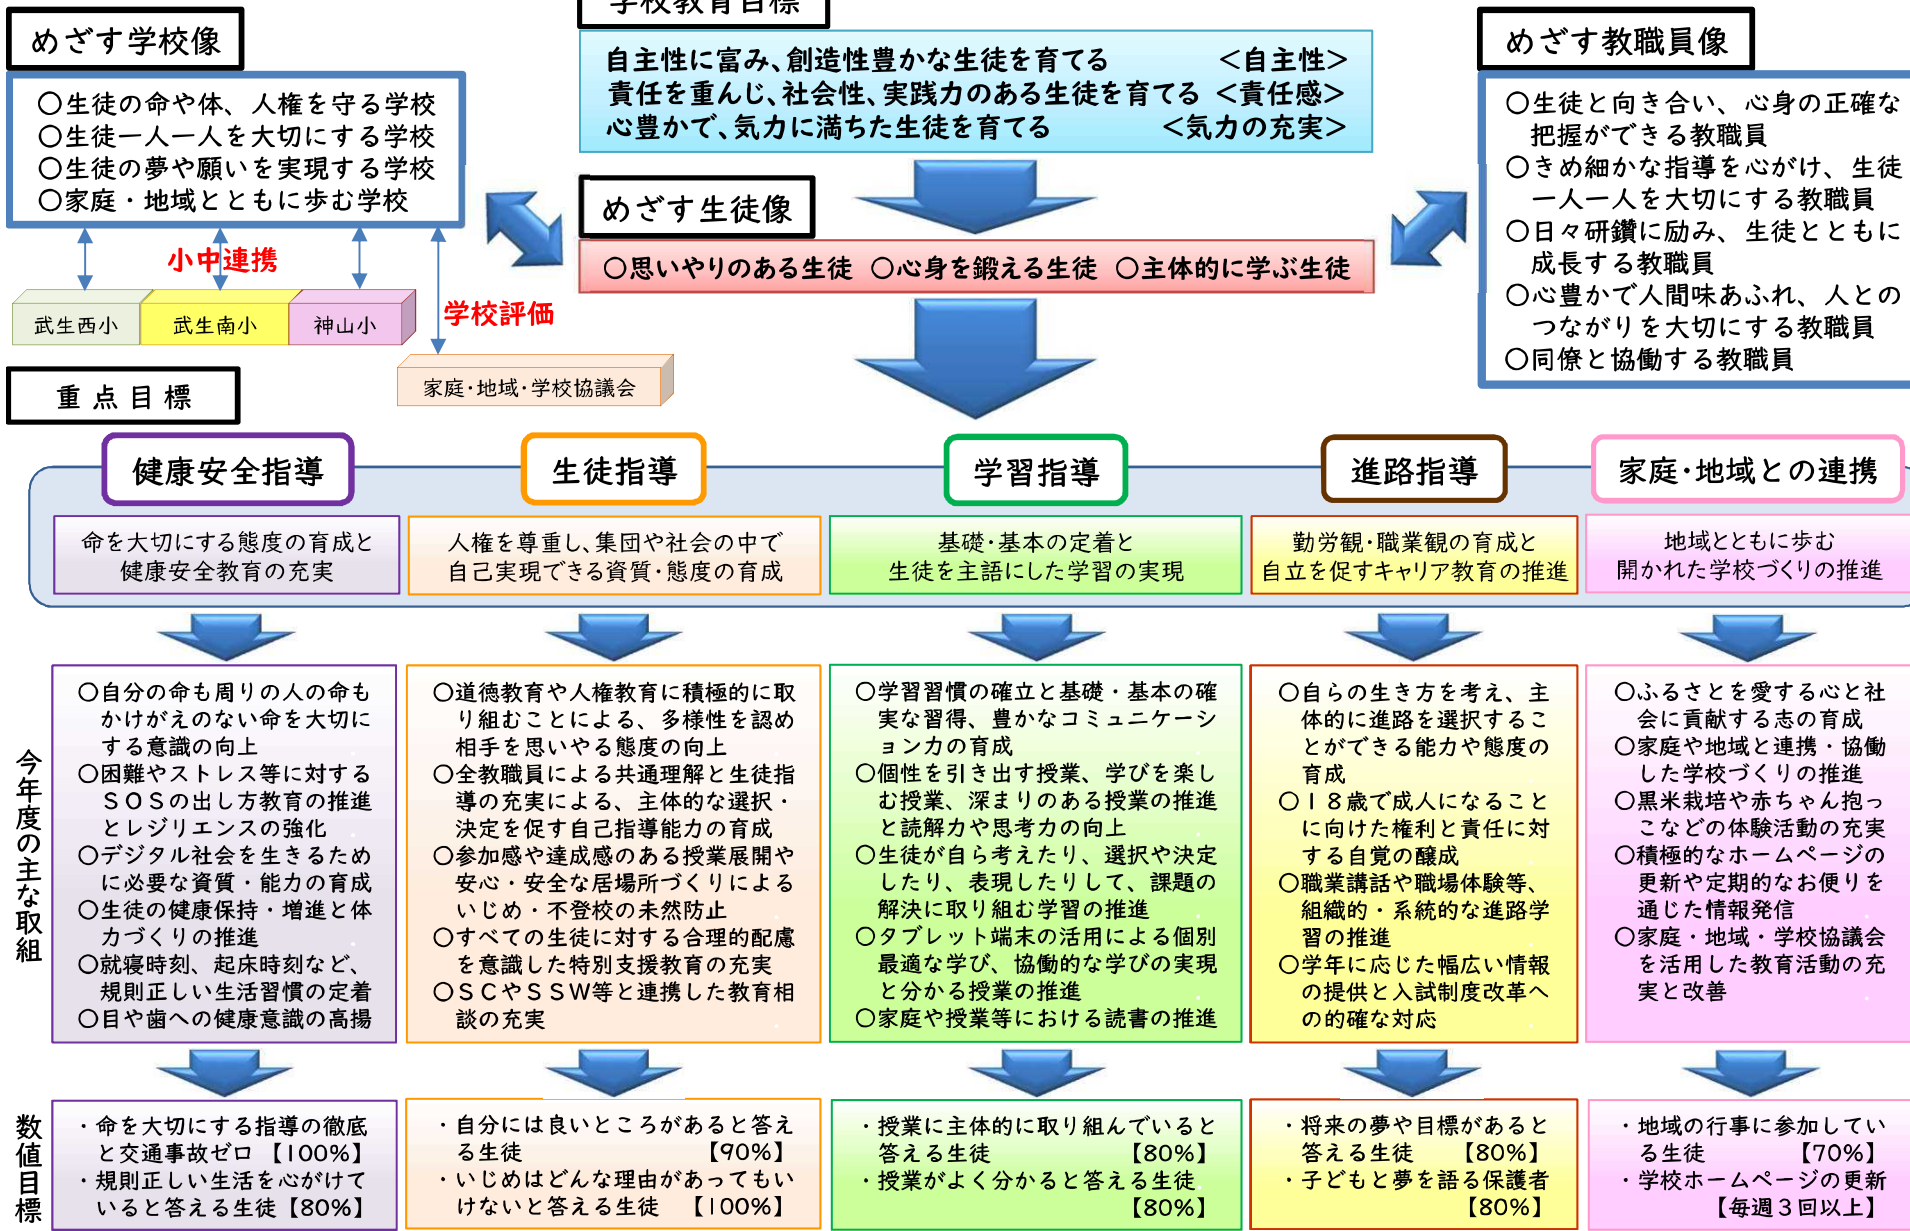 学校教育目標
めざす学校像
〇生徒の命や体、人権を守る学校
〇生徒一人一人を大切にする学校
〇生徒の夢や願いを実現する学校
〇家庭・地域とともに歩む学校
自主性に富み、創造性豊かな生徒を育てる <自主性>
責任を重んじ、社会性、実践力のある生徒を育てる <責任感>
心豊かで、気力に満ちた生徒を育てる <気力の充実>
めざす教職員像
〇生徒と向き合い、心身の正確な
把握ができる教職員
〇きめ細かな指導を心がけ、生徒
一人一人を大切にする教職員
〇日々研鑽に励み、生徒とともに
成長する教職員
〇心豊かで人間味あふれ、人との
つながりを大切にする教職員
〇同僚と協働する教職員
めざす生徒像
〇思いやりのある生徒 〇心身を鍛える生徒 〇主体的に学ぶ生徒
小中連携
武生西小
武生南小
神山小
学校評価
家庭・地域・学校協議会
重点目標
健康安全指導
生徒指導
学習指導
進路指導
家庭・地域との連携
命を大切にする態度の育成と
健康安全教育の充実
人権を尊重し、集団や社会の中で
自己実現できる資質・態度の育成
基礎・基本の定着と
生徒を主語にした学習の実現
勤労観・職業観の育成と
自立を促すキャリア教育の推進
地域とともに歩む
開かれた学校づくりの推進
今年度の主な取組
〇自分の命も周りの人の命も
かけがえのない命を大切に
する意識の向上
〇困難やストレス等に対する
SOSの出し方教育の推進
とレジリエンスの強化
〇デジタル社会を生きるため
に必要な資質・能力の育成
〇生徒の健康保持・増進と体
力づくりの推進
〇就寝時刻、起床時刻など、
規則正しい生活習慣の定着
〇目や歯への健康意識の高揚
〇道徳教育や人権教育に積極的に取
り組むことによる、多様性を認め
相手を思いやる態度の向上
〇全教職員による共通理解と生徒指
導の充実による、主体的な選択・
決定を促す自己指導能力の育成
〇参加感や達成感のある授業展開や
安心・安全な居場所づくりによる
いじめ・不登校の未然防止
〇すべての生徒に対する合理的配慮
を意識した特別支援教育の充実
〇SCやSSW等と連携した教育相
談の充実
〇学習習慣の確立と基礎・基本の確
実な習得、豊かなコミュニケーシ
ョン力の育成
〇個性を引き出す授業、学びを楽し
む授業、深まりのある授業の推進
と読解力や思考力の向上
〇生徒が自ら考えたり、選択や決定
したり、表現したりして、課題の
解決に取り組む学習の推進
〇タブレット端末の活用による個別
最適な学び、協働的な学びの実現
と分かる授業の推進
〇家庭や授業等における読書の推進
〇自らの生き方を考え、主
体的に進路を選択するこ
とができる能力や態度の
育成
〇18歳で成人になること
に向けた権利と責任に対
する自覚の醸成
〇職業講話や職場体験等、
組織的・系統的な進路学
習の推進
〇学年に応じた幅広い情報
の提供と入試制度改革へ
の的確な対応
〇ふるさとを愛する心と社
会に貢献する志の育成
〇家庭や地域と連携・協働
した学校づくりの推進
〇黒米栽培や赤ちゃん抱っ
こなどの体験活動の充実
〇積極的なホームページの
更新や定期的なお便りを
通じた情報発信
〇家庭・地域・学校協議会
を活用した教育活動の充
実と改善
数値目標
・命を大切にする指導の徹底
と交通事故ゼロ【100%】
・規則正しい生活を心がけて
いると答える生徒【80%】
・自分には良いところがあると答え
る生徒 【90%】
・いじめはどんな理由があってもい
けないと答える生徒 【100%】
・授業に主体的に取り組んでいると
答える生徒 【80%】
・授業がよく分かると答える生徒
【80%】
・将来の夢や目標があると
答える生徒 【80%】
・子どもと夢を語る保護者
【80%】
・地域の行事に参加してい
る生徒 【70%】
・学校ホームページの更新
【毎週3回以上】